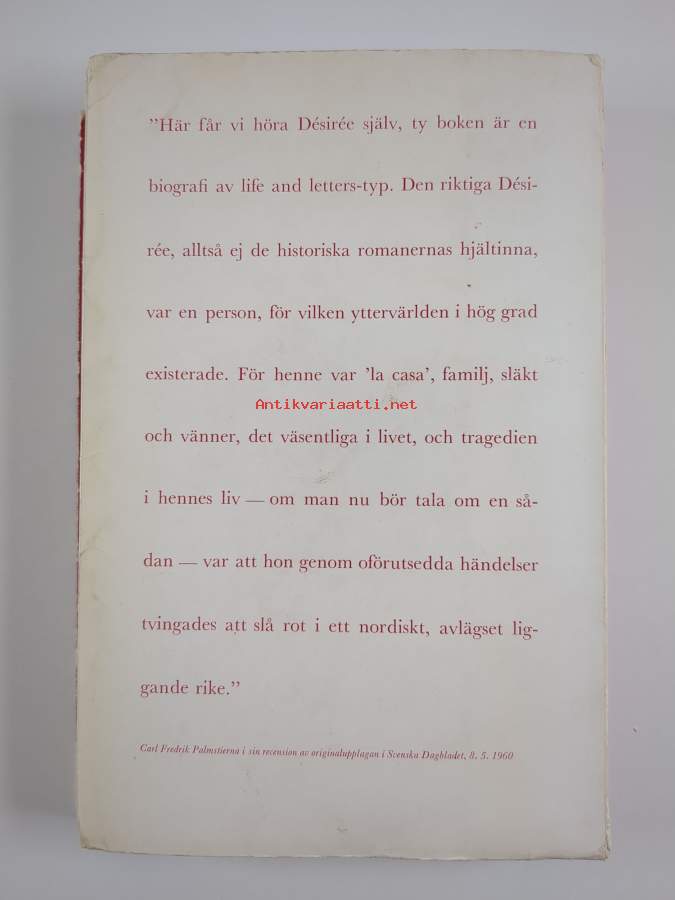 ”Här får vi höra Désirée själv, ty boken är en
biografi av life and letters-typ. Den riktiga Dési-
rée, alltså ej de historiska romanernas hjältinna,
var en person, för vilken yttervärlden i hög grad
existerade. För henne var ’la casa’, familj, släkt
Antikvariaatti.net
och vänner, det väsentliga i livet, och tragedien
i hennes liv — om man nu bör tala om en så-
dan — var att hon genom oförutsedda händelser
tvingades att slå rot i ett nordiskt, avlägset lig-
gande rike.”
Carl Fredrik Palmstierna i sin recension av originalupplagan i Svenska Dagbladet, 8. 5. 1960